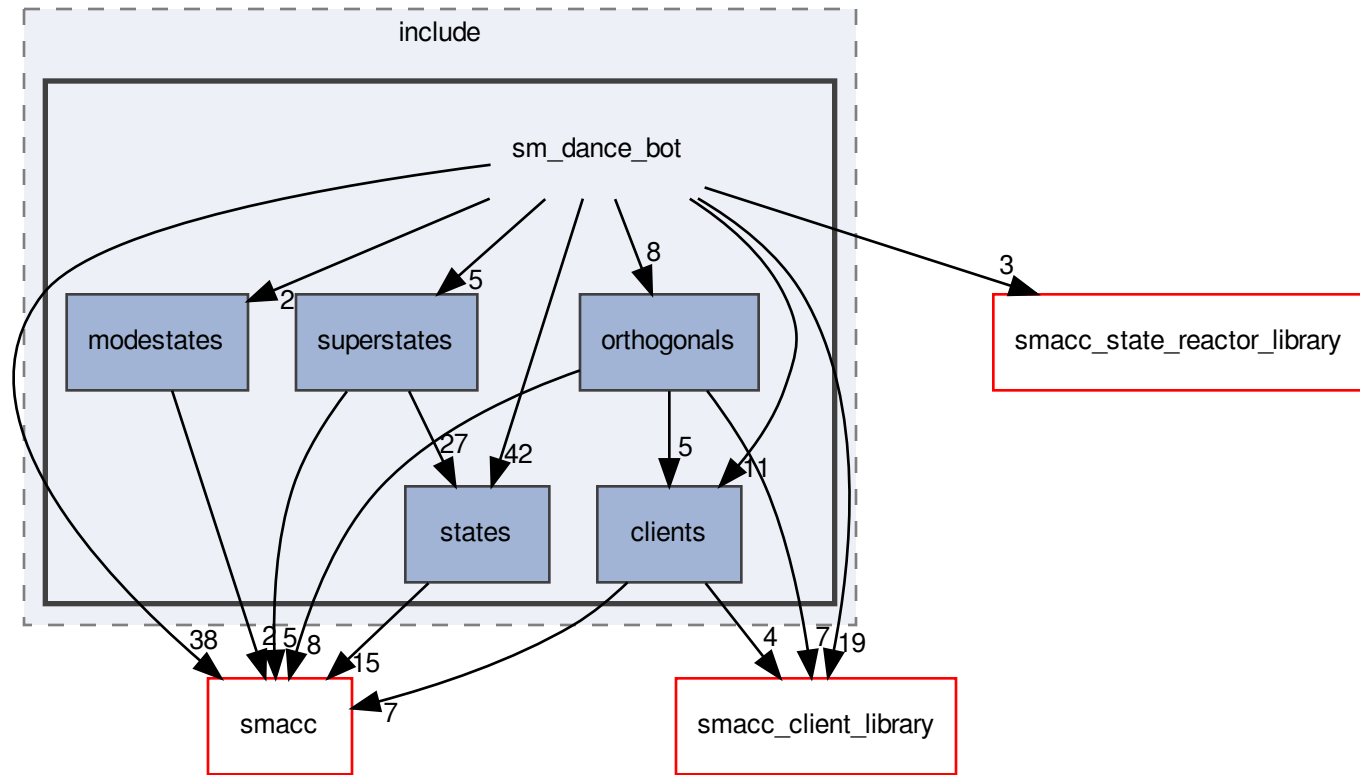 include
sm_dance_bot
8
3
2
5
modestates
superstates
orthogonals
smacc_state_reactor_library
27
42
5
11
states
clients
38
2
5
8
15
4
7
19
7
smacc
smacc_client_library